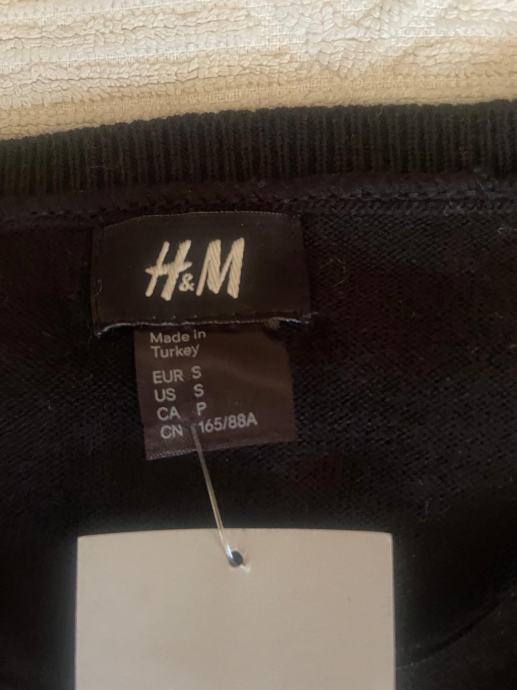 H&M
Made in
Turkey
EUR S
US S
CA P
CN 165/88A